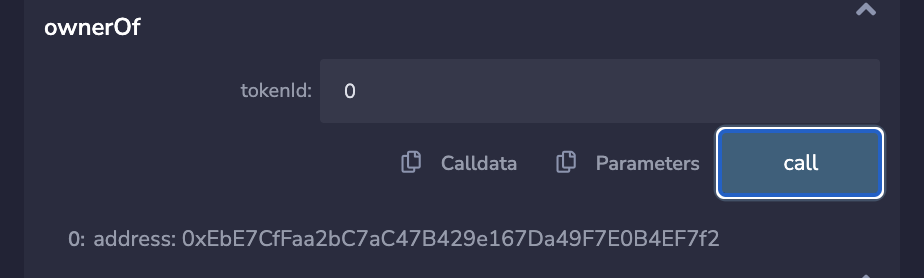 ownerOf
tokenId: 0
Calldata Parameters call
0: address: 0xEbE7CfFaa2bC7aC47B429e167Da49F7E0B4EF7f2